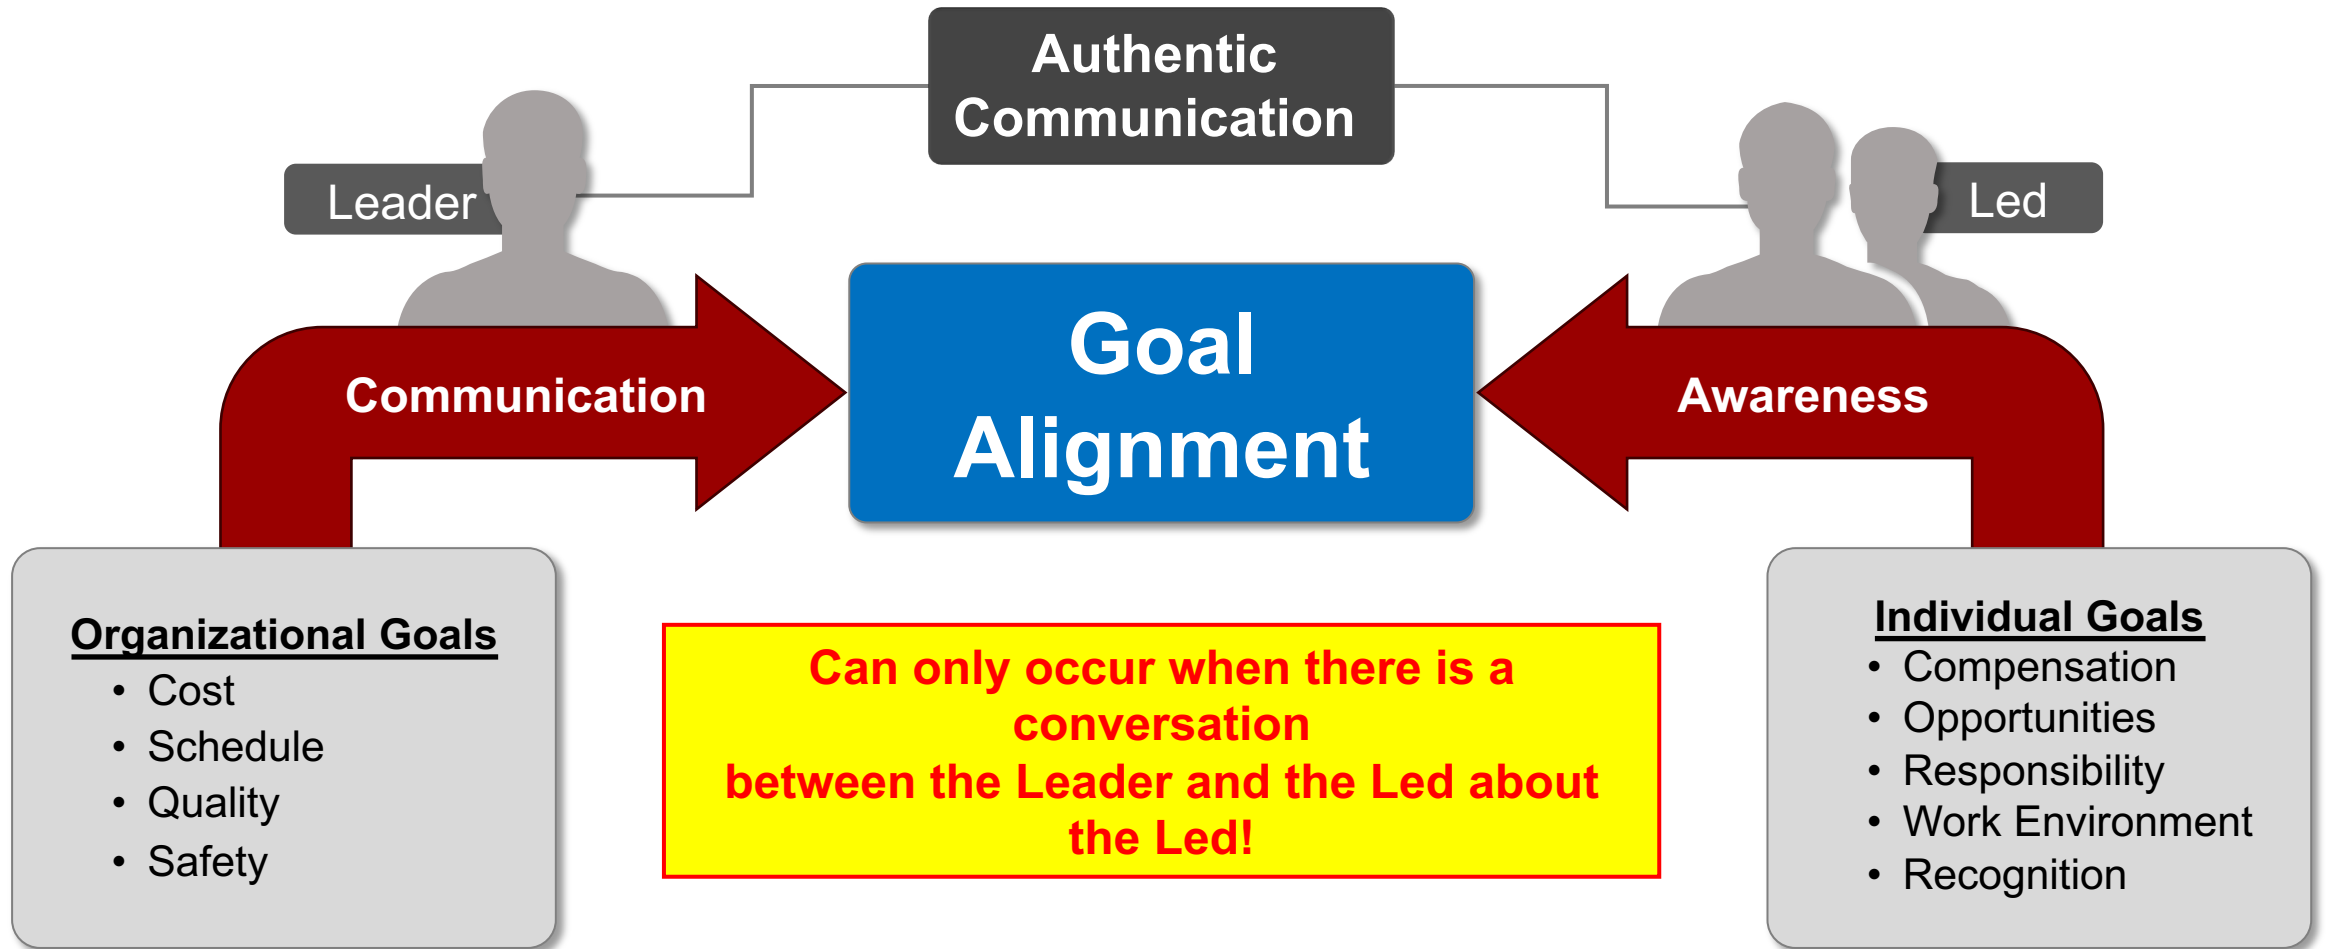 Authentic
Communication
Leader
Led
Goal
Alignment
Communication
Awareness
Organizational Goals
• Cost
• Schedule
• Quality
• Safety
Can only occur when there is a
conversation
between the Leader and the Led about
the Led!
Individual Goals
• Compensation
• Opportunities
• Responsibility
• Work Environment
• Recognition